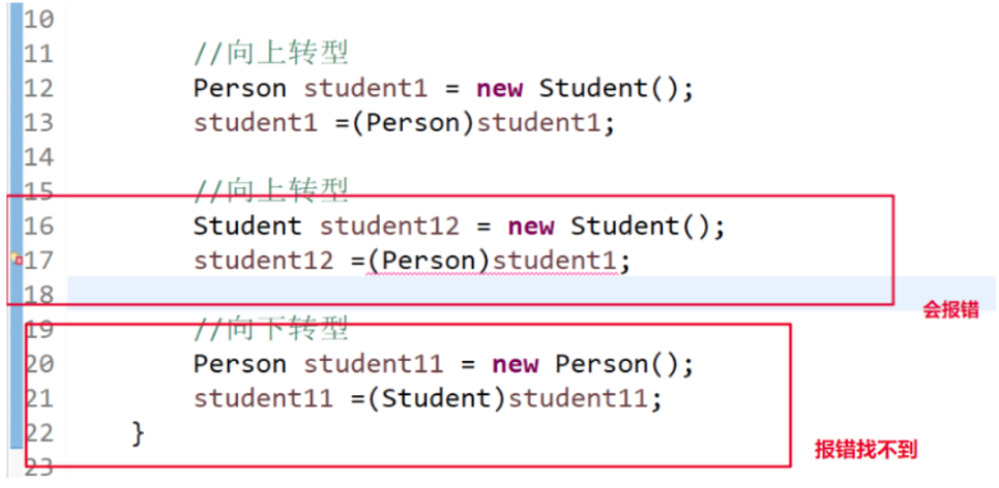 10
11 //向上转型
12 Person student1 = new Student();
13 student1 =(Person)student1;
14
15 //向上转型
16 Student student12 = new Student();
17 student12 =(Person)student1;
18
会报错
19 //向下转型
20 Person student11 = new Person();
21 student11 =(Student)student11;
22 }
报错找不到
23